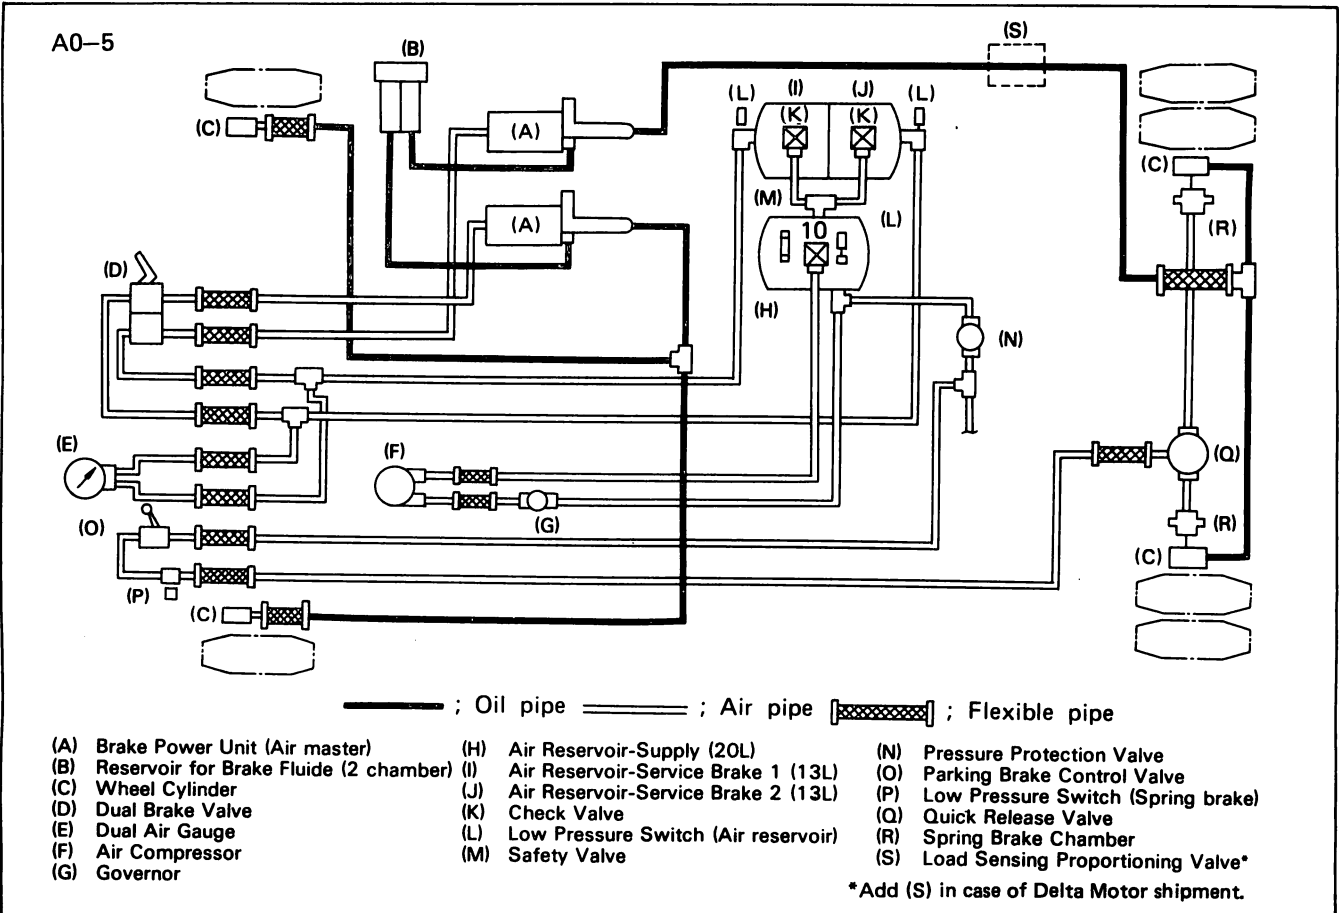 A0–5
(S)
(B)
(I) (J)
(L) (L)
(K) (K)
(C) (A) (C)
(M) (L)
(A) 10 (R)
(D)
(H)
(N)
(E) (F) (Q)
(O) (G) (R)
(C)
(P)
(C)
; Oil pipe ; Air pipe ; Flexible pipe
(A) Brake Power Unit (Air master)
(B) Reservoir for Brake Fluide (2 chamber)
(C) Wheel Cylinder
(D) Dual Brake Valve
(E) Dual Air Gauge
(F) Air Compressor
(G) Governor
(H) Air Reservoir-Supply (20L)
(I) Air Reservoir-Service Brake 1 (13L)
(J) Air Reservoir-Service Brake 2 (13L)
(K) Check Valve
(L) Low Pressure Switch (Air reservoir)
(M) Safety Valve
(N) Pressure Protection Valve
(O) Parking Brake Control Valve
(P) Low Pressure Switch (Spring brake)
(Q) Quick Release Valve
(R) Spring Brake Chamber
(S) Load Sensing Proportioning Valve*
*Add (S) in case of Delta Motor shipment.